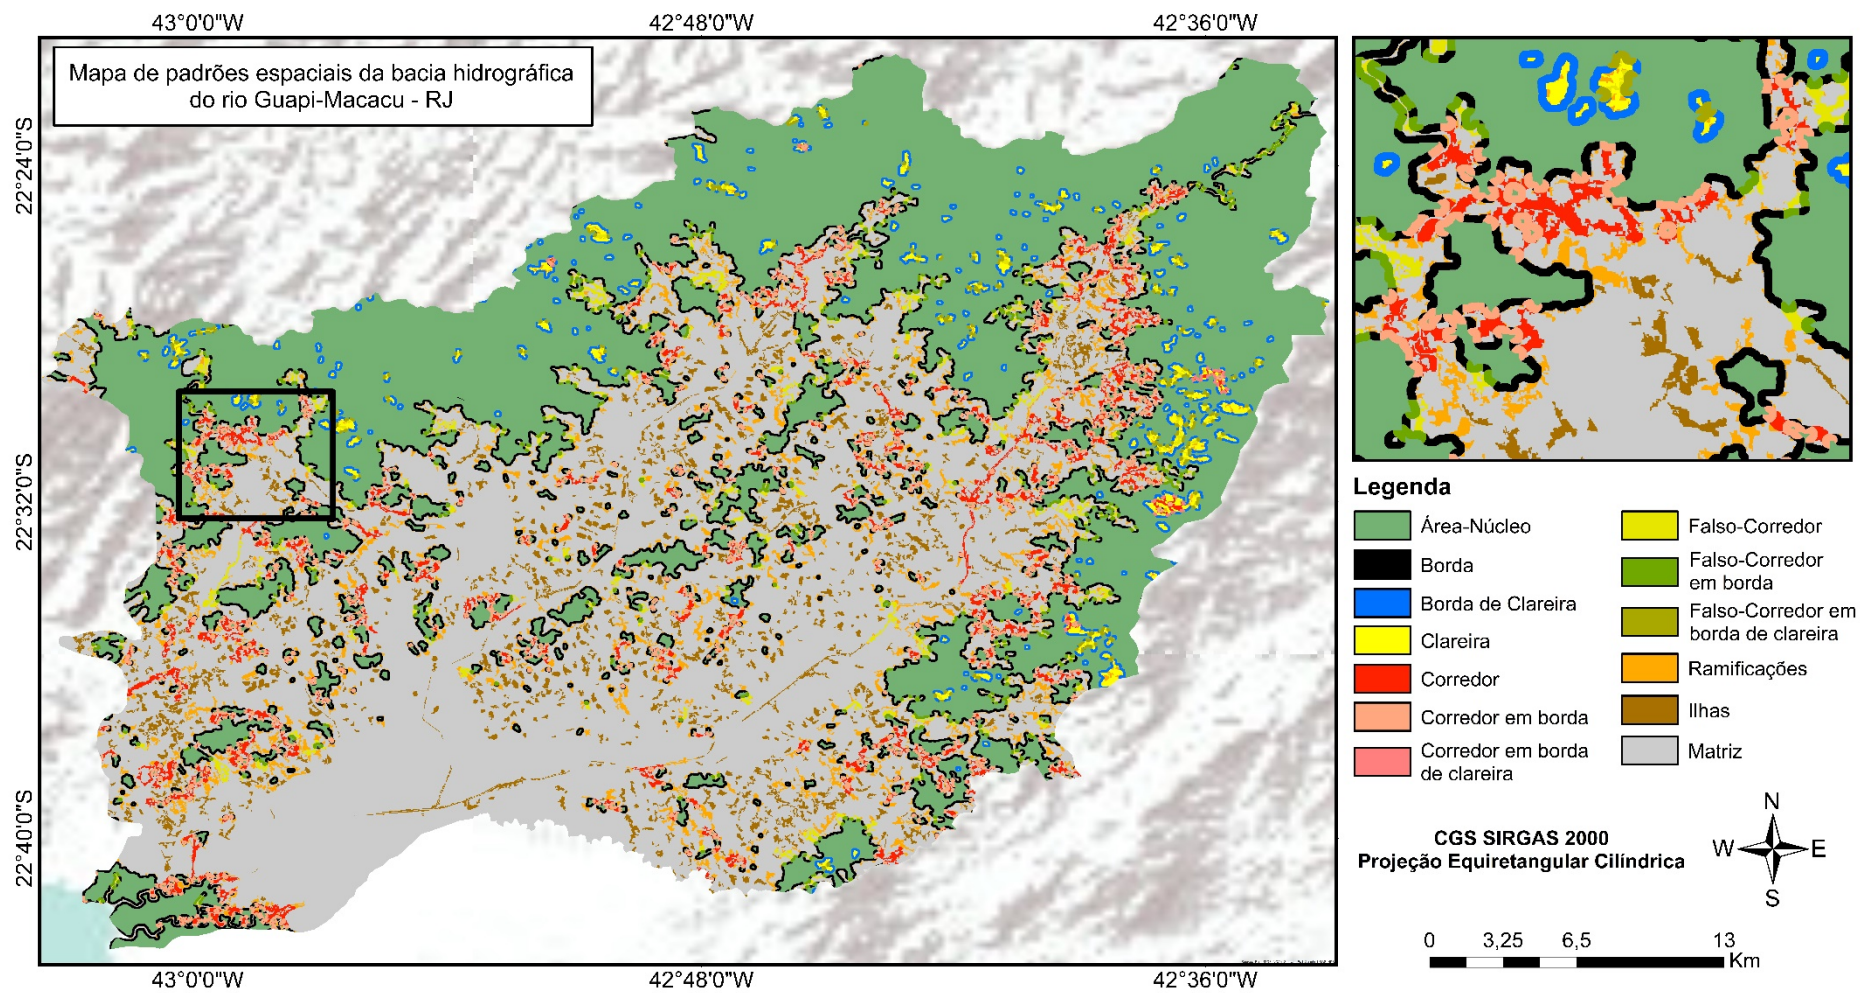 43°0'0"W
42°48'0"W
42°36'0"W
Mapa de padrões espaciais da bacia hidrográfica
do rio Guapi-Macacu - RJ
22°24'0"S
22°32'0"S
22°40'0"S
43°0'0"W
42°48'0"W
42°36'0"W
Legenda
Área-Núcleo
Borda
Borda de Clareira
Clareira
Corredor
Corredor em borda
Corredor em borda
de clareira
Falso-Corredor
Falso-Corredor
em borda
Falso-Corredor em
borda de clareira
Ramificações
Ilhas
Matriz
CGS SIRGAS 2000
Projeção Equiretangular Cilíndrica
N
W
E
S
0
3,25
6,5
13
Km